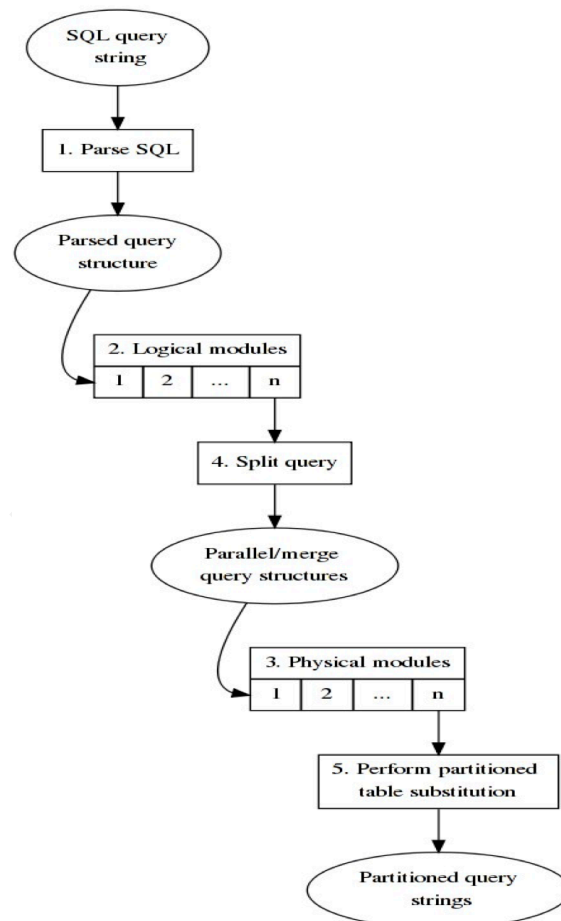 SQL query
string
1. Parse SQL
Parsed query
structure
2. Logical modules
1 2 ... n
4. Split query
Parallel/merge
query structures
3. Physical modules
1 2 ... n
5. Perform partitioned
table substitution
Partitioned query
strings